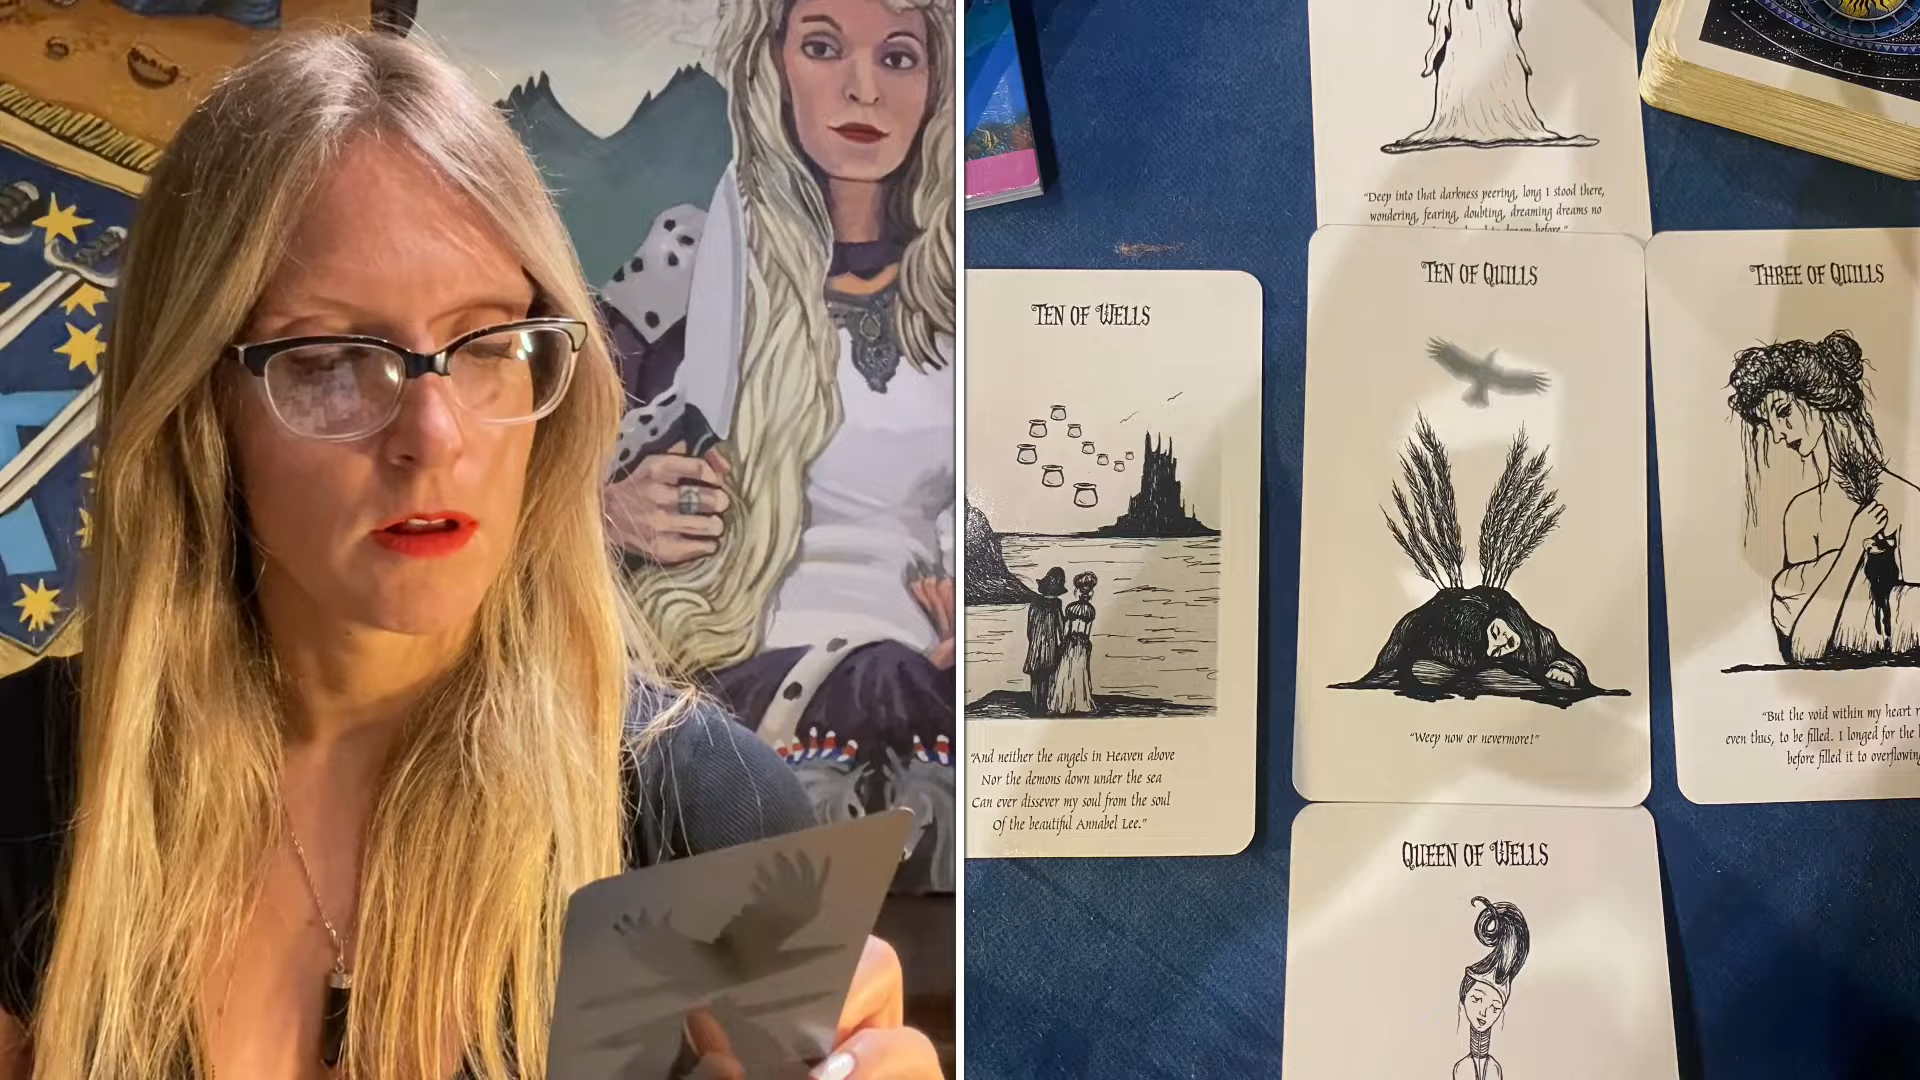 "Deep into that darkness peering, long I stood there,
wondering, fearing, doubting, dreaming dreams no
dream before."
TEN OF WELLS
"And neither the angels in Heaven above
Nor the demons down under the sea
Can ever dissever my soul from the soul
Of the beautiful Annabel Lee."
TEN OF QUILLS
"Weep now or nevermore!"
THREE OF QUILLS
"But the void within my heart
even thus, to be filled. I longed for the
before filled it to overflowing
QUEEN OF WELLS